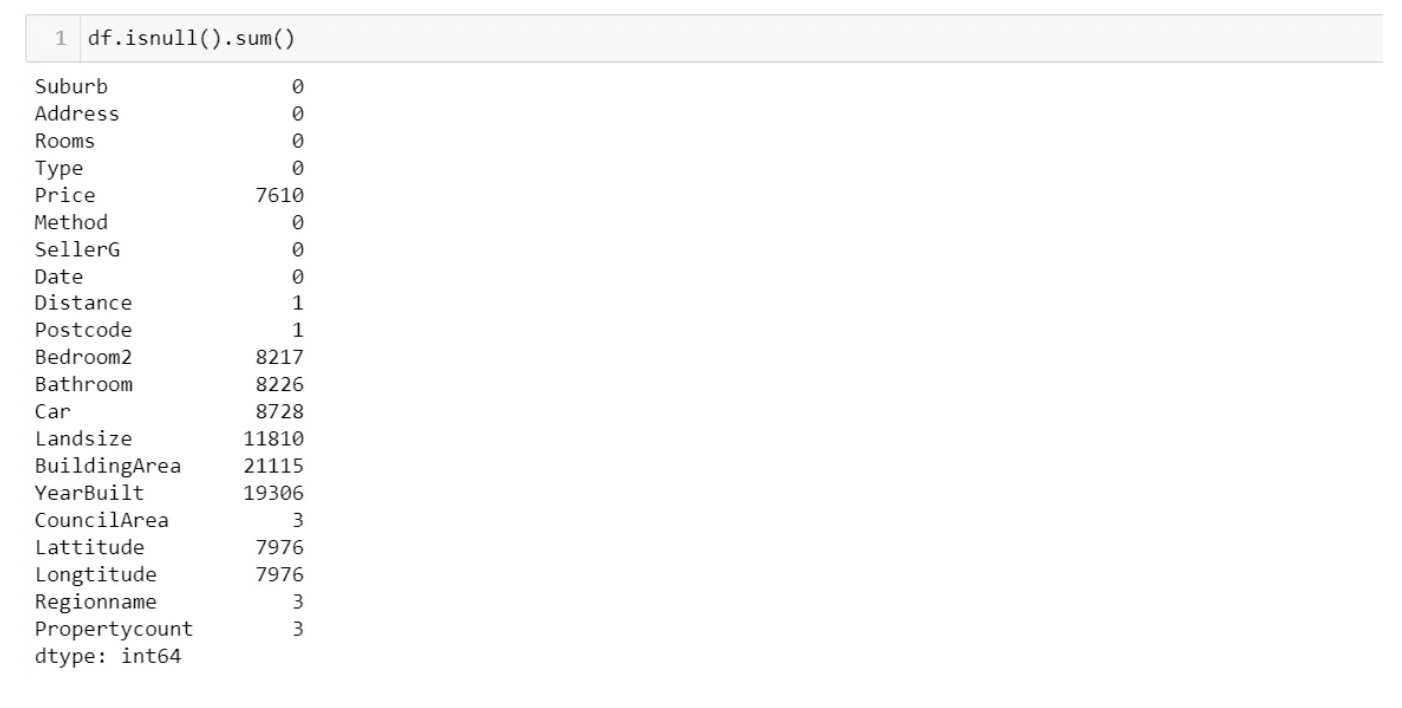 1 df.isnull().sum()
Suburb 0
Address 0
Rooms 0
Type 0
Price 7610
Method 0
SellerG 0
Date 0
Distance 1
Postcode 1
Bedroom2 8217
Bathroom 8226
Car 8728
Landsize 11810
BuildingArea 21115
YearBuilt 19306
CouncilArea 3
Lattitude 7976
Longtitude 7976
Regionname 3
Propertycount 3
dtype: int64